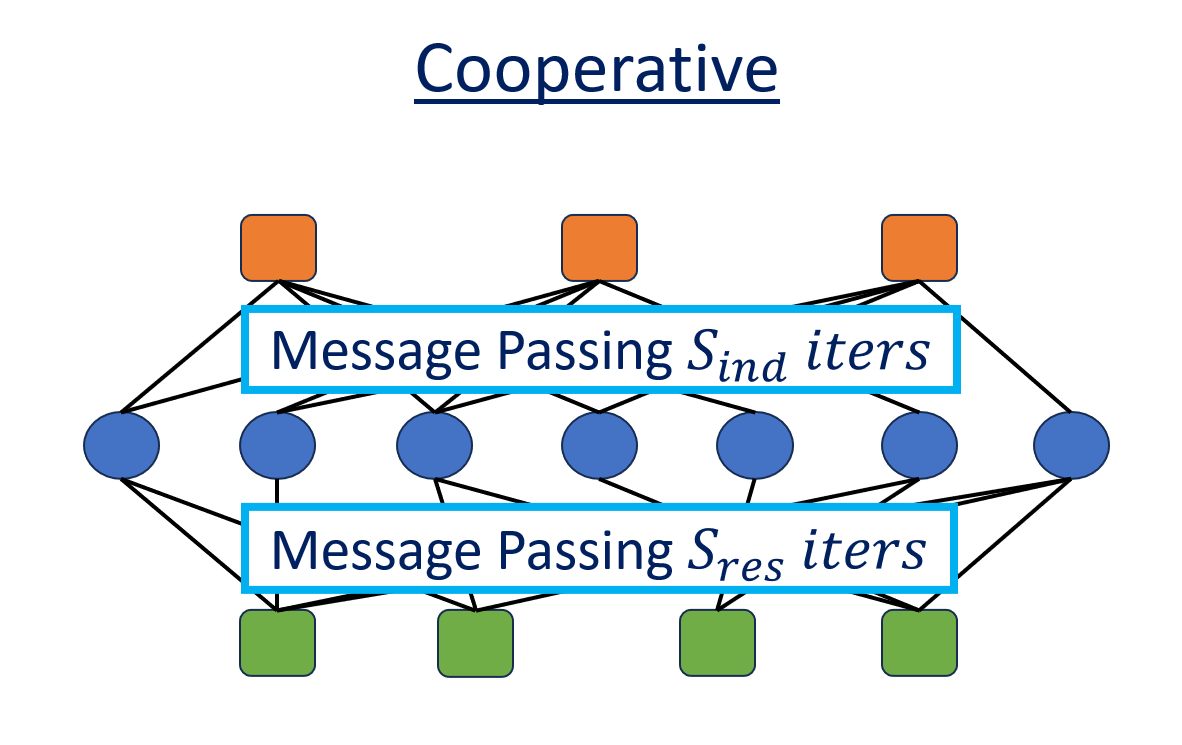 Cooperative
Message Passing S_ind iters
Message Passing S_res iters